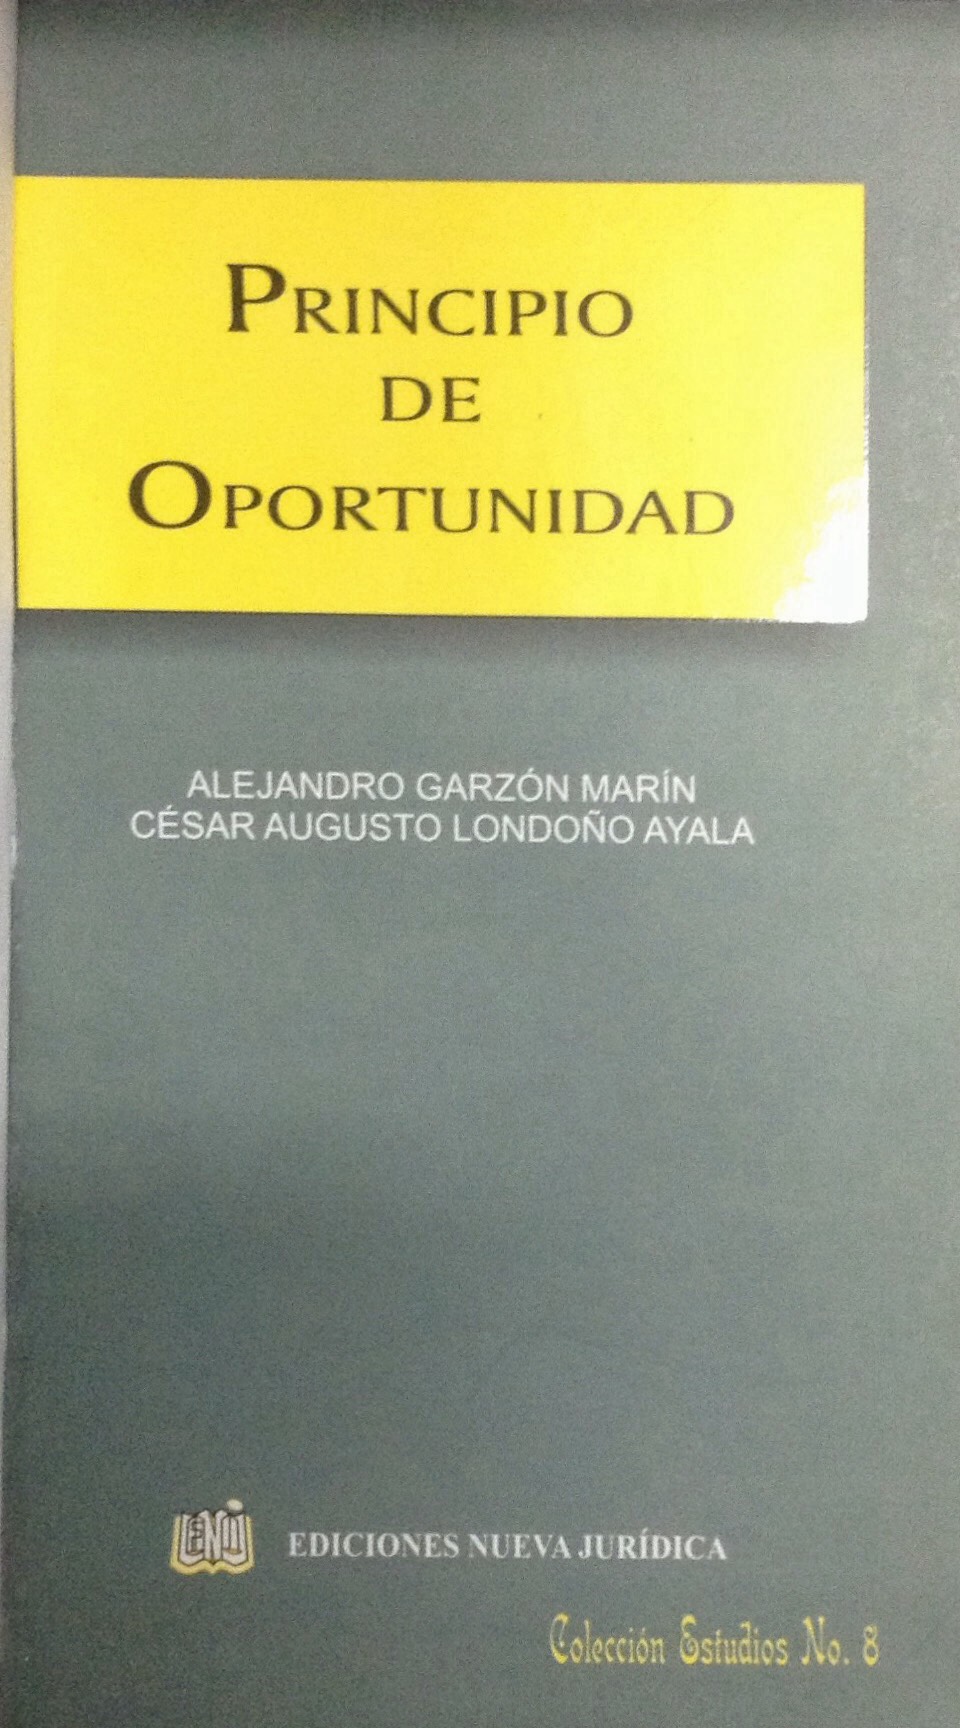 PRINCIPIO
DE
OPORTUNIDAD
ALEJANDRO GARZÓN MARÍN
CÉSAR AUGUSTO LONDOÑO AYALA
EDICIONES NUEVA JURÍDICA
Colección Estudios No. 8